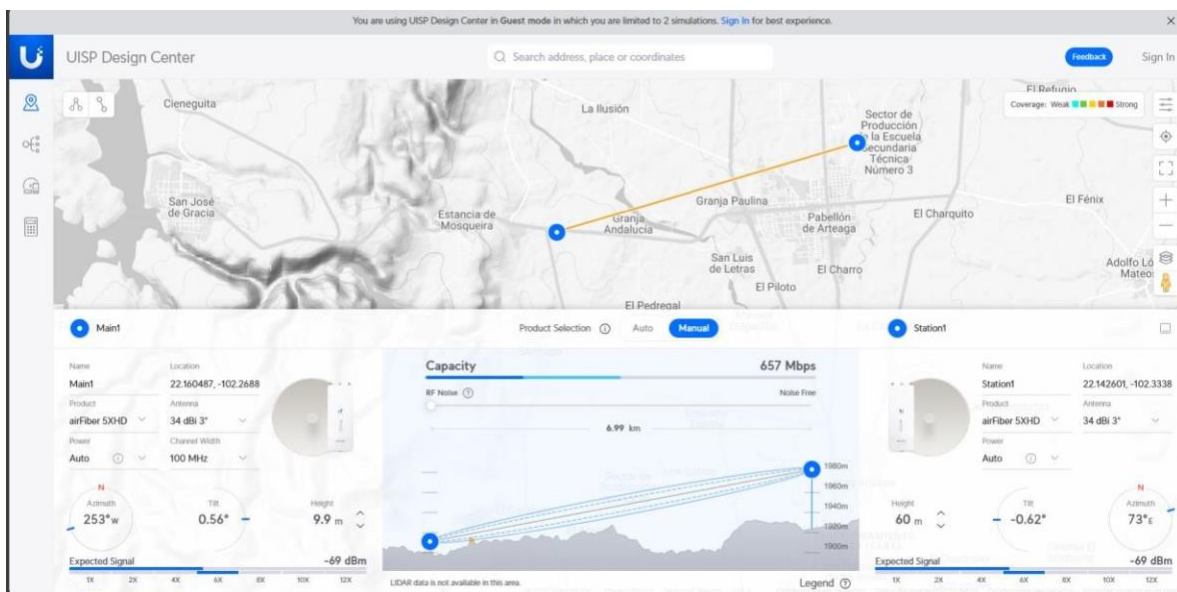 You are using UISP Design Center in Guest mode in which you are limited to 2 simulations. Sign In for best experience.
UISP Design Center
Search address, place or coordinates
Feedback
Sign In
Cieneguita
La Ilusión
El Refugio
Coverage: Weak Strong
Sector de
Producción
de la Escuela
Secundaria
Técnica
Número 3
San José
de Gracia
Estancia de
Mosqueira
Granja
Andalucía
Granja Paulina
Pabellón
de Arteaga
El Charquito
El Fénix
San Luis
de Letras
El Charro
El Piloto
Adolfo Ló
Mateo
El Pedregal
Main1
Product Selection
Auto
Manual
Station1
Name
Main1
Location
22.160487, -102.2688
Product
airFiber 5XHD
Antenna
34 dBi 3°
Power
Auto
Channel Width
100 MHz
N
Azimuth
253°W
Tilt
0.56°
Height
9.9 m
Expected Signal
-69 dBm
1X 2X 4X 6X 8X 10X 12X
Capacity
657 Mbps
RF Noise
Noise Free
6.99 km
1980m
1960m
1940m
1920m
1900m
LIDAR data is not available in this area.
Legend
Name
Station1
Location
22.142601, -102.3338
Product
airFiber 5XHD
Antenna
34 dBi 3°
Power
Auto
Height
60 m
Tilt
-0.62°
N
Azimuth
73°E
Expected Signal
-69 dBm
1X 2X 4X 6X 8X 10X 12X